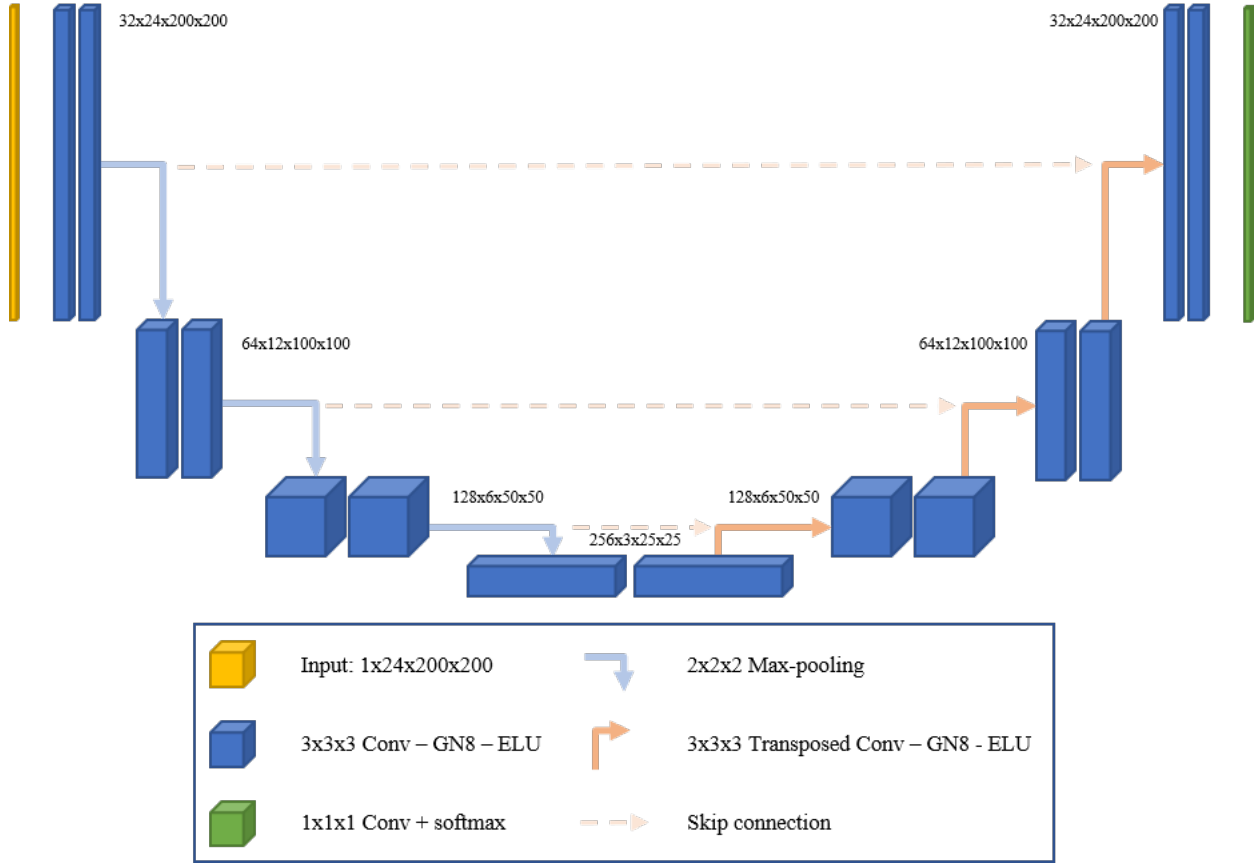 32x24x200x200
32x24x200x200
64x12x100x100
64x12x100x100
128x6x50x50
128x6x50x50
256x3x25x25
Input: 1x24x200x200
2x2x2 Max-pooling
3x3x3 Conv – GN8 – ELU
3x3x3 Transposed Conv – GN8 - ELU
1x1x1 Conv + softmax
Skip connection